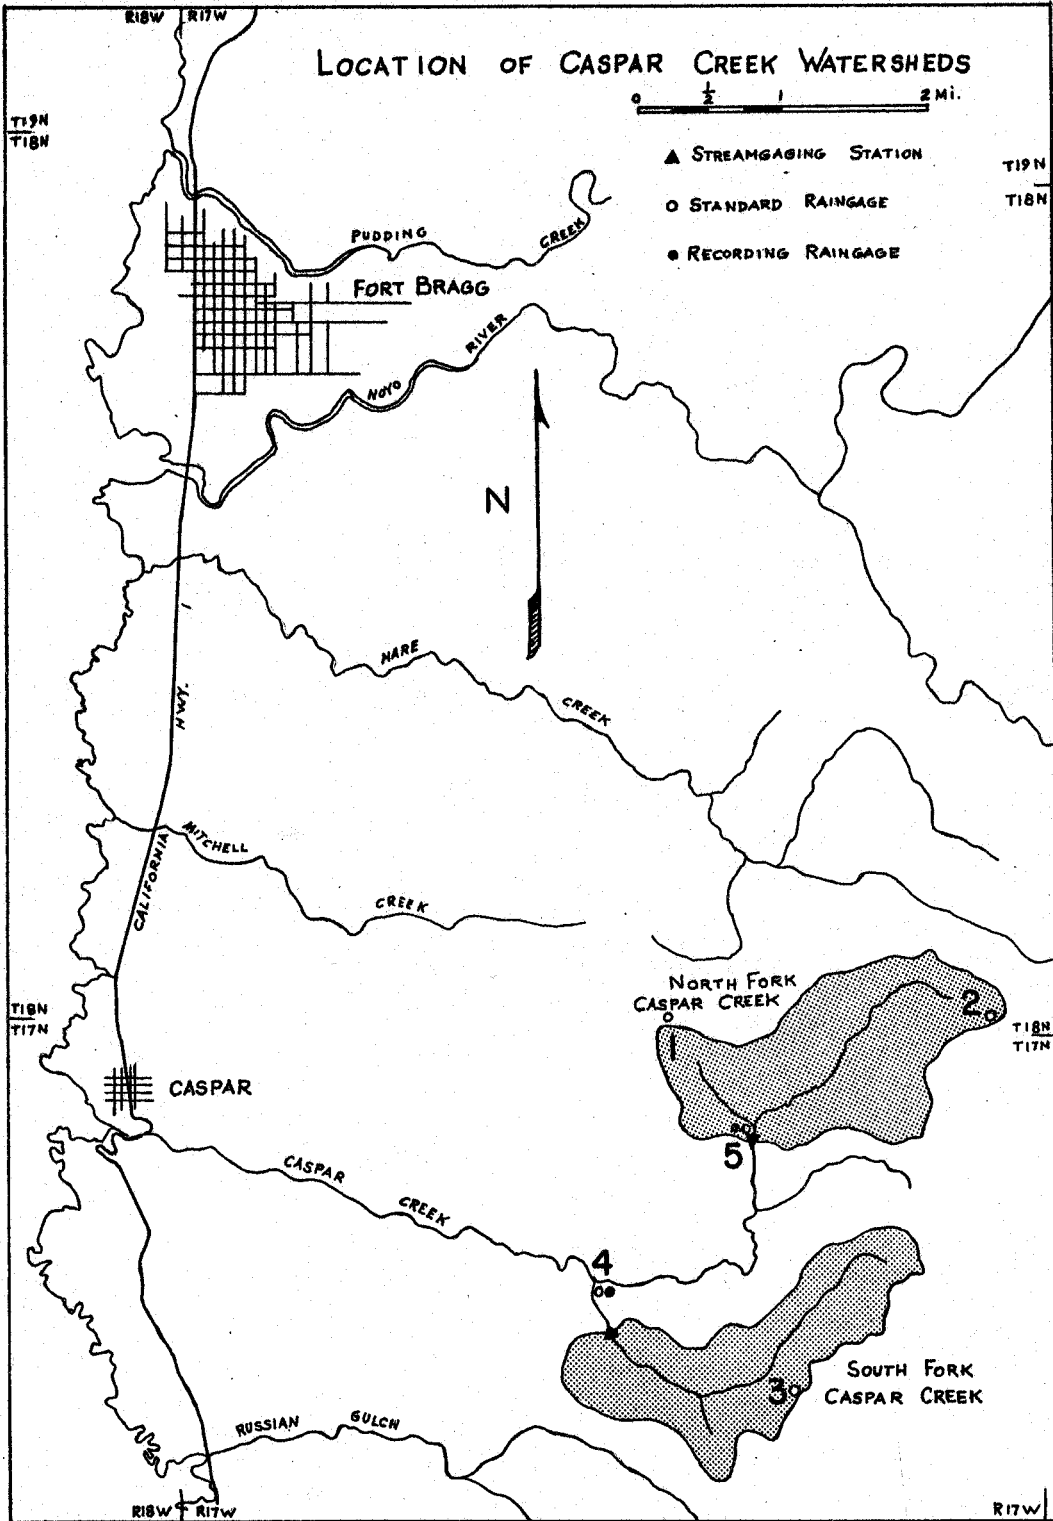 R18W R17W
LOCATION OF CASPAR CREEK WATERSHEDS
0 ½ 1 2 MI.
T19N
T18N
▲ STREAMGAGING STATION
T19N
T18N
○ STANDARD RAINGAGE
● RECORDING RAINGAGE
PUDDING CREEK
FORT BRAGG
NOYO RIVER
N
HARE CREEK
CALIFORNIA HWY. 1
MITCHELL CREEK
NORTH FORK
CASPAR CREEK
2
T18N
T17N
T18N
T17N
1
CASPAR
5
CASPAR CREEK
4
SOUTH FORK
CASPAR CREEK
3
RUSSIAN GULCH
R18W R17W
R17W